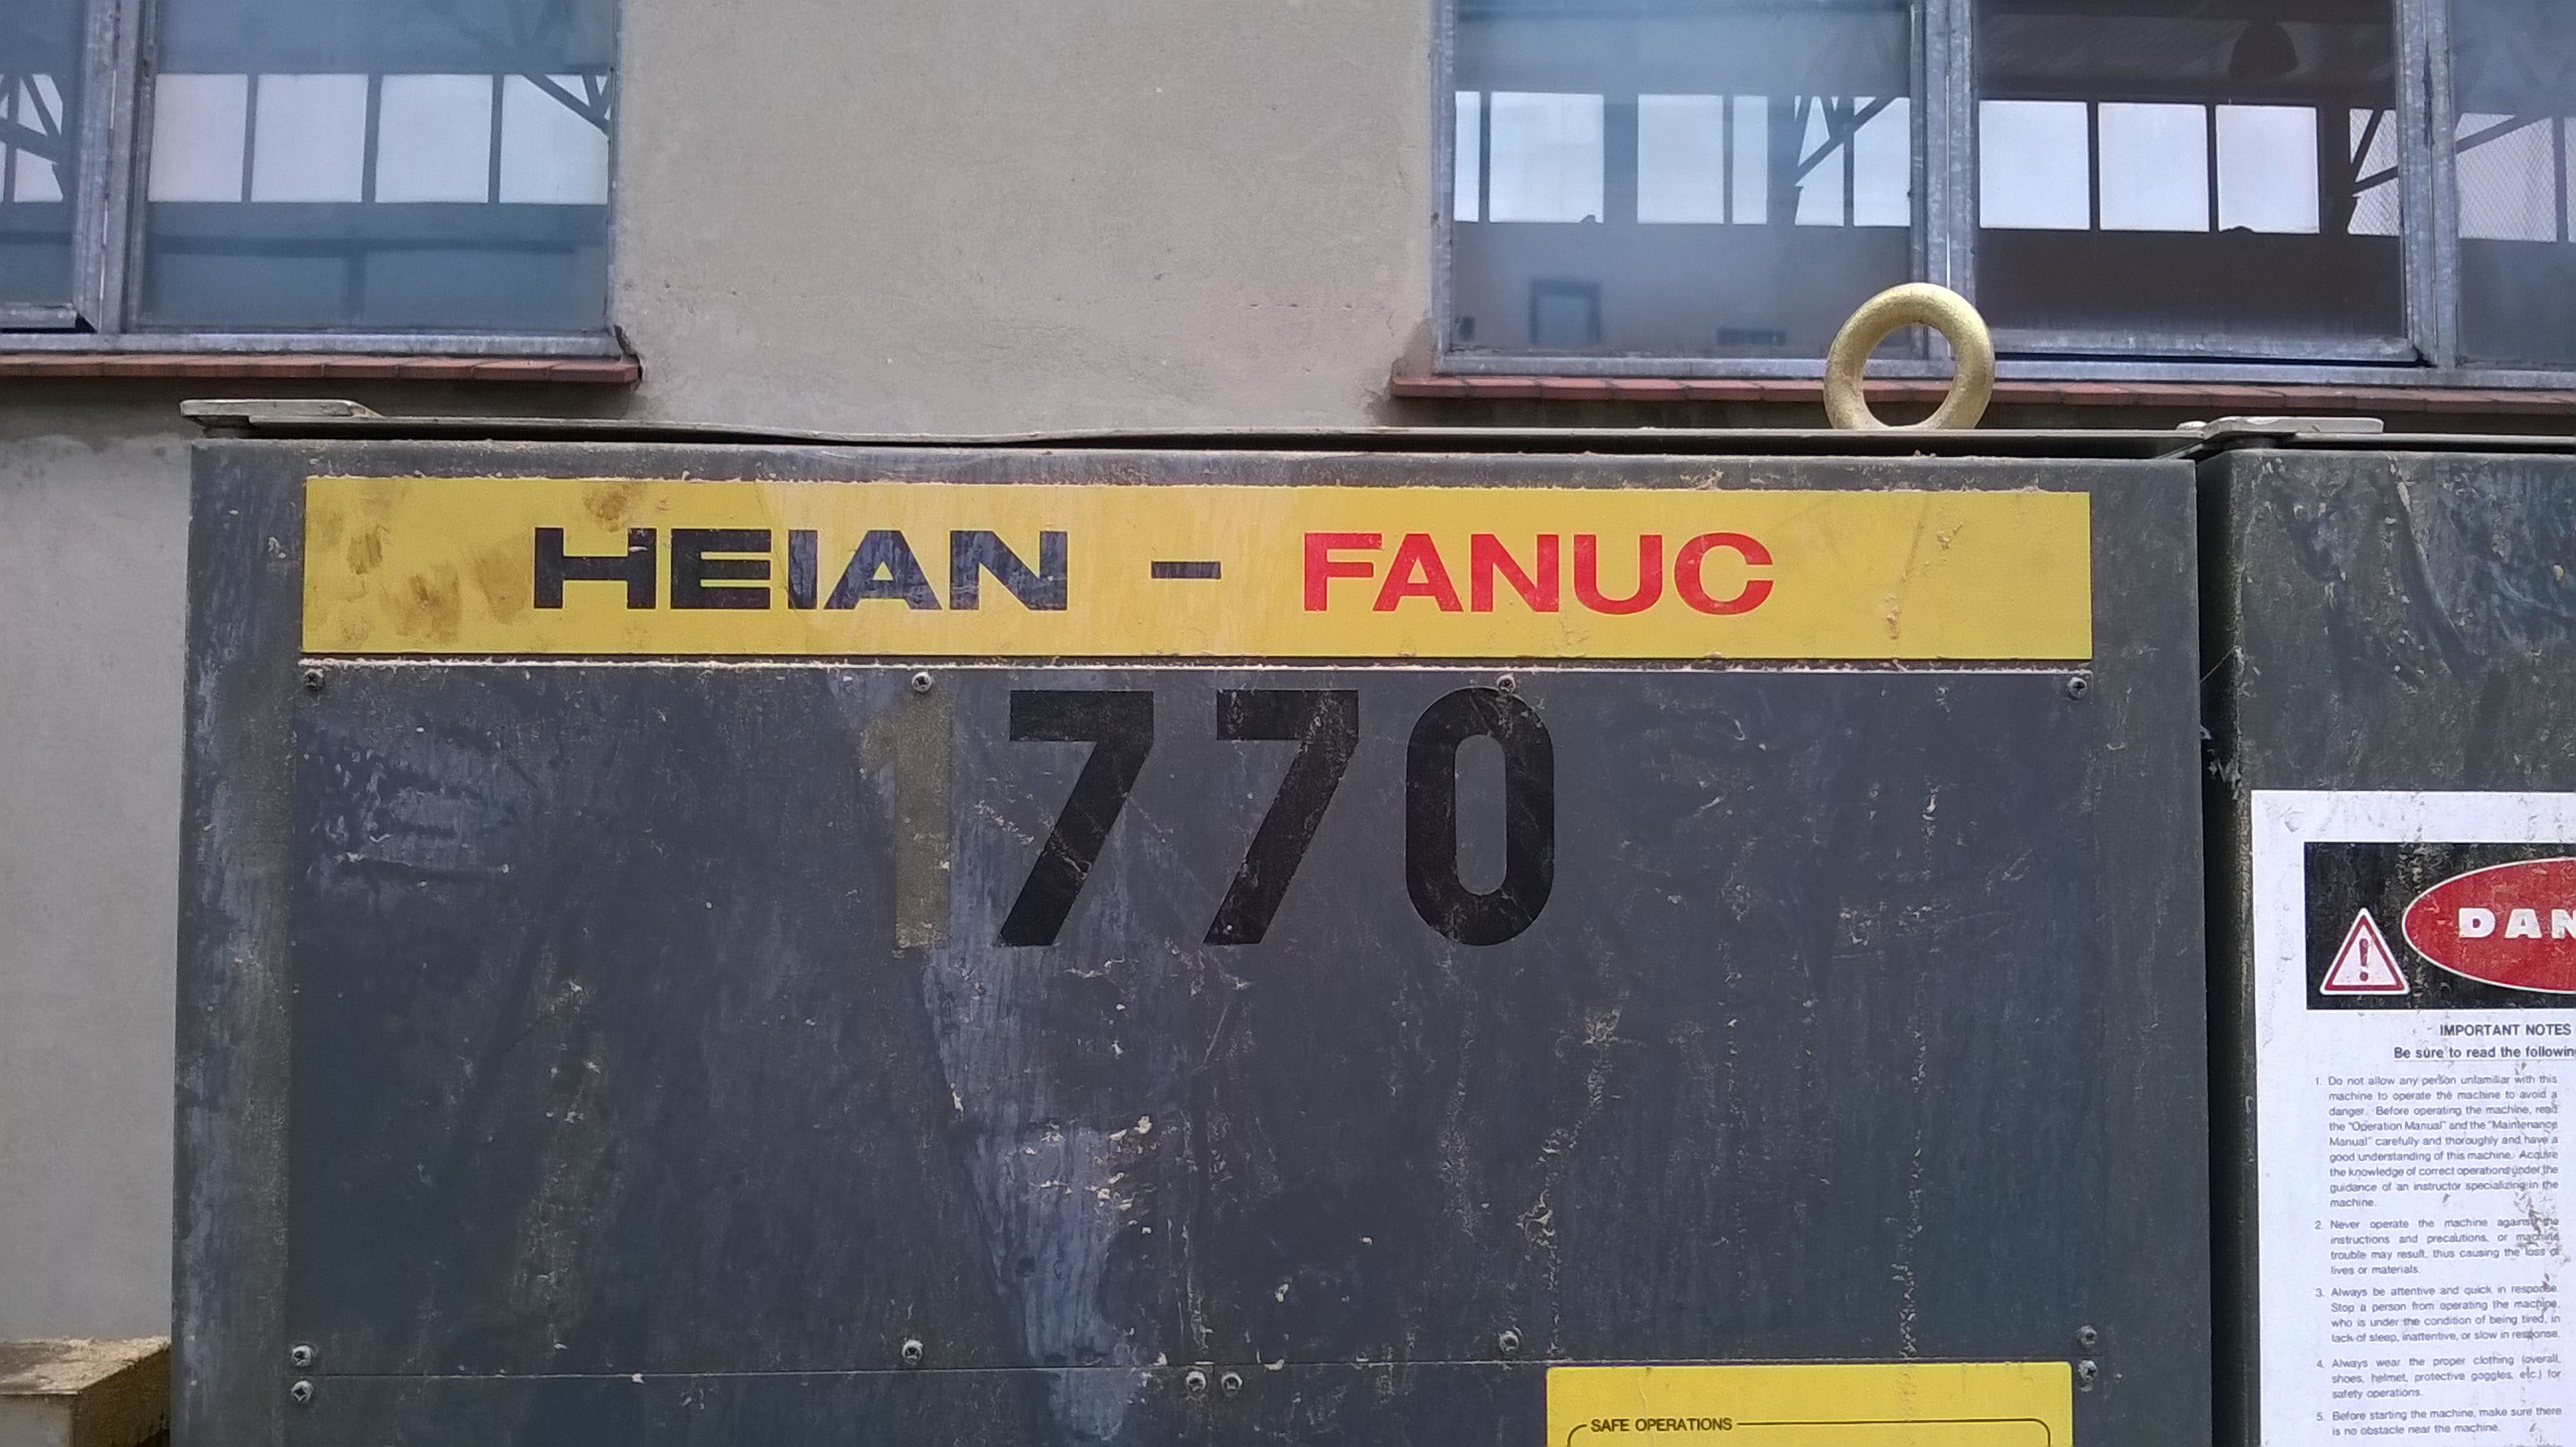 HEIAN - FANUC
1770
DAN
IMPORTANT NOTES
Be sure to read the followin
1. Do not allow any person unfamiliar with this
machine to operate the machine to avoid a
danger. Before operating the machine, read
the "Operation Manual" and the "Maintenance
Manual" carefully and thoroughly and have a
good understanding of this machine. Acquire
the knowledge of correct operations under the
guidance of an instructor specializing in the
machine.
2. Never operate the machine against the
instructions and precautions, or machine
trouble may result, thus causing the loss of
lives or materials.
3. Always be attentive and quick in response.
Stop a person from operating the machine,
who is under the condition of being tired, in
lack of sleep, inattentive, or slow in response.
4. Always wear the proper clothing (overall,
shoes, helmet, protective goggles, etc.) for
safety operations.
5. Before starting the machine, make sure there
is no obstacle near the machine.
SAFE OPERATIONS